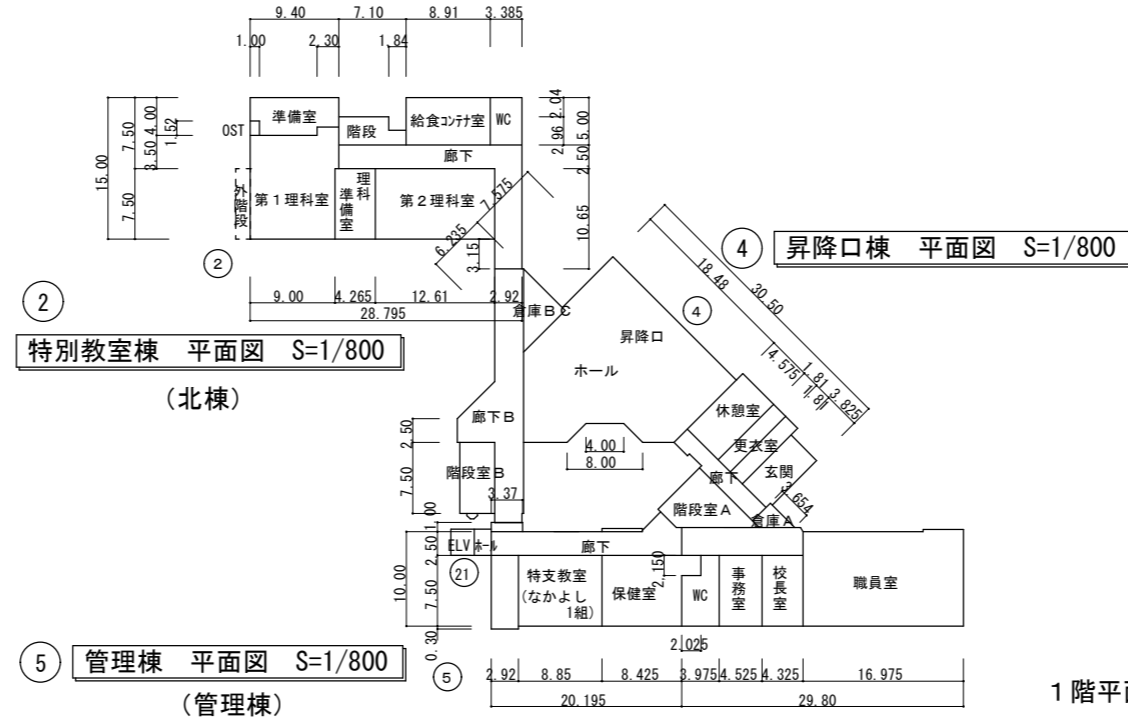 9.40 7.10 8.91 3.385
1.00 2.30 1.84
15.00
7.50
7.50
4.00
3.50
1.52
OST
準備室
階段
給食コンテナ室
WC
廊下
2.04
2.96
5.00
2.50
10.65
外階段
第1理科室
理科
準備室
第2理科室
7.575
6.235
3.15
②
9.00 4.265 12.61 2.92
28.795
②
特別教室棟 平面図 S=1/800
(北棟)
④
昇降口棟 平面図 S=1/800
18.48
30.50
④
4.575
1.81
1.81
3.825
倉庫BC
昇降口
ホール
休憩室
更衣室
玄関
廊下
3.654
廊下B
2.50
階段室B
7.50
4.00
8.00
3.37
階段室A
倉庫A
1.00
2.50
10.00
7.50
0.30
ELV ホール
㉑
廊下
2.150
特支教室
(なかよし
1組)
保健室
WC
事務室
校長室
職員室
2.025
⑤
管理棟 平面図 S=1/800
(管理棟)
⑤
2.92 8.85 8.425 3.975 4.525 4.325 16.975
20.195 29.80
1階平